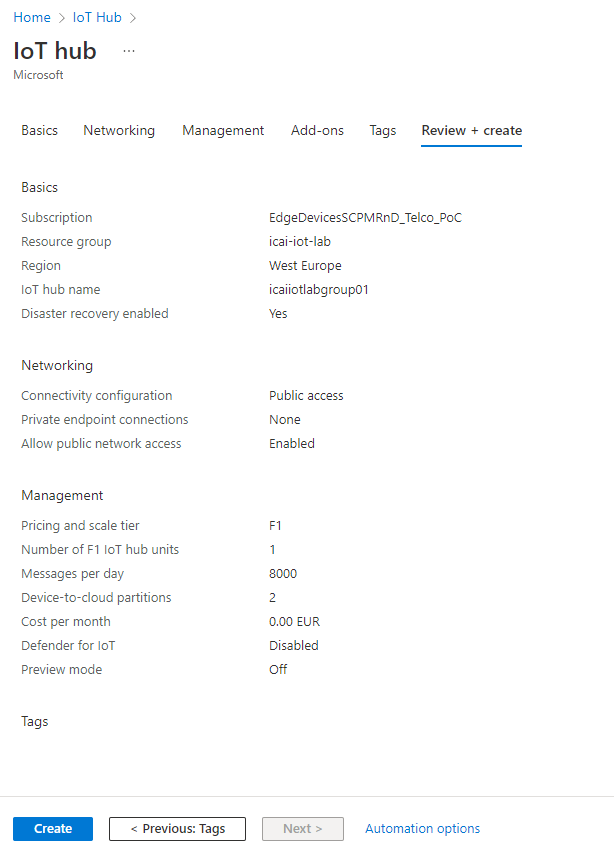 Home > IoT Hub >
IoT hub ...
Microsoft
Basics Networking Management Add-ons Tags Review + create
Basics
Subscription EdgeDevicesSCPMRnD_Telco_PoC
Resource group icai-iot-lab
Region West Europe
IoT hub name icaiiotlabgroup01
Disaster recovery enabled Yes
Networking
Connectivity configuration Public access
Private endpoint connections None
Allow public network access Enabled
Management
Pricing and scale tier F1
Number of F1 IoT hub units 1
Messages per day 8000
Device-to-cloud partitions 2
Cost per month 0.00 EUR
Defender for IoT Disabled
Preview mode Off
Tags
Create < Previous: Tags Next > Automation options